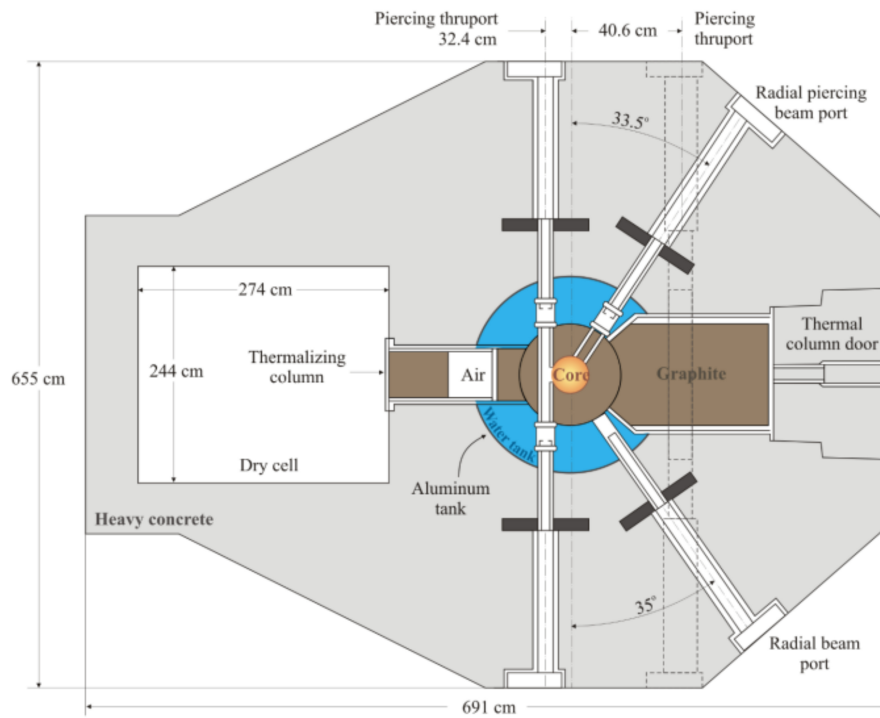 Piercing thruport
32.4 cm
40.6 cm
Piercing
thruport
Radial piercing
beam port
33.5°
274 cm
Thermalizing
column
244 cm
655 cm
Air
Core
Graphite
Thermal
column door
Water tank
Dry cell
Aluminum
tank
Heavy concrete
35°
Radial beam
port
691 cm